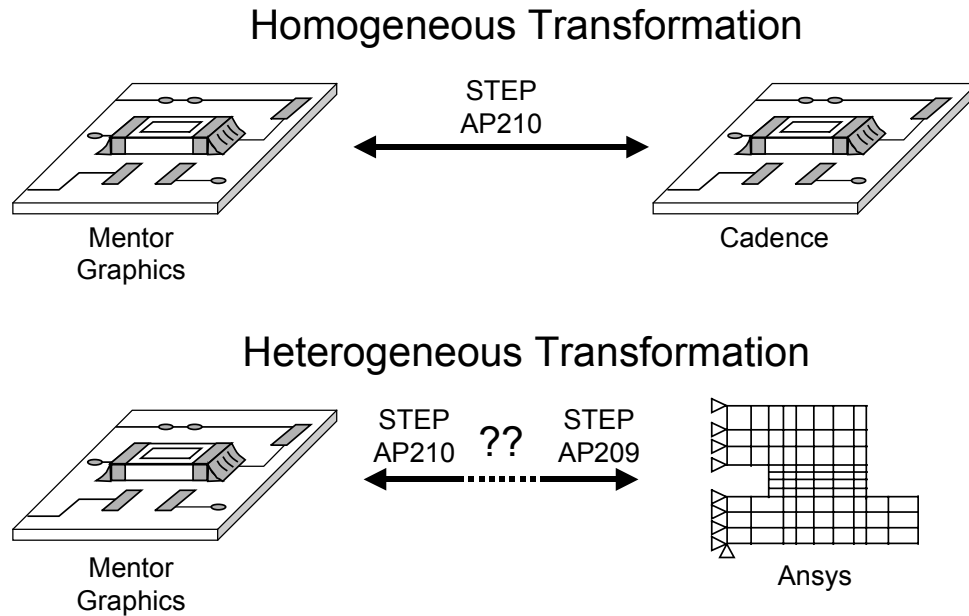 Homogeneous Transformation
STEP
AP210
Mentor
Graphics
Cadence
Heterogeneous Transformation
STEP
AP210
??
STEP
AP209
Mentor
Graphics
Ansys